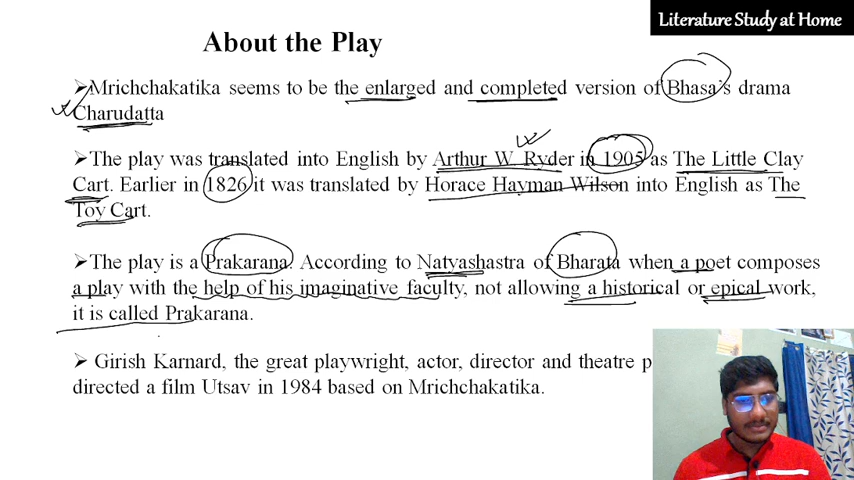 Literature Study at Home
About the Play
➢Mrichchakatika seems to be the enlarged and completed version of Bhasa's drama
Charudatta
➢The play was translated into English by Arthur W. Ryder in 1905 as The Little Clay
Cart. Earlier in 1826 it was translated by Horace Hayman Wilson into English as The
Toy Cart.
➢The play is a Prakarana. According to Natyashastra of Bharata when a poet composes
a play with the help of his imaginative faculty, not allowing a historical or epical work,
it is called Prakarana.
➢ Girish Karnard, the great playwright, actor, director and theatre p
directed a film Utsav in 1984 based on Mrichchakatika.